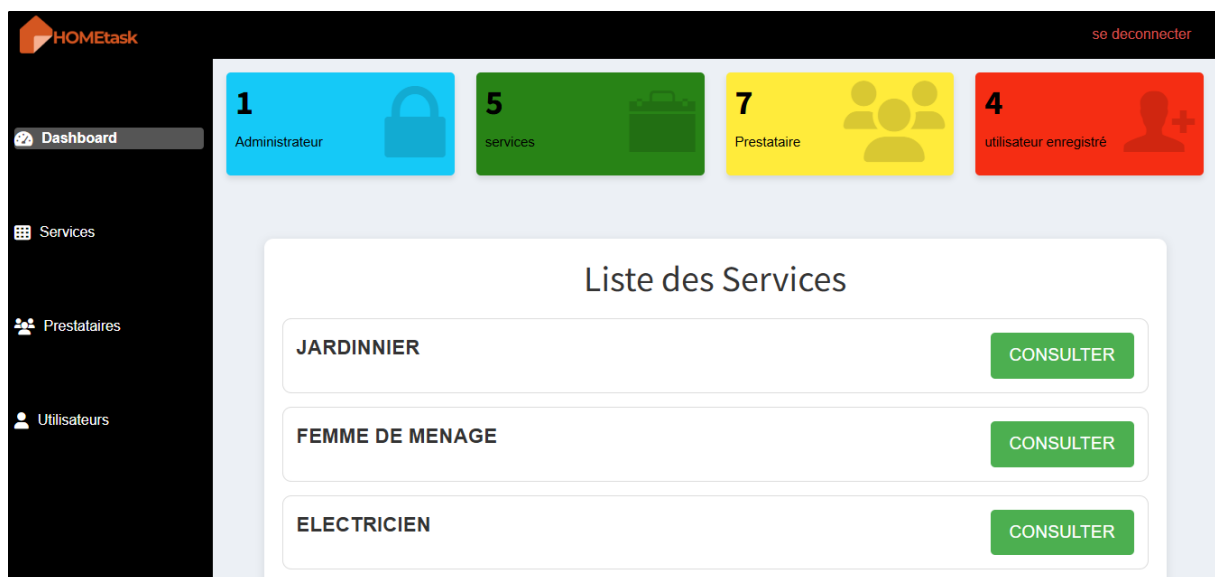 HOMEtask
se deconnecter
1
Administrateur
5
services
7
Prestataire
4
utilisateur enregistré
Dashboard
Services
Prestataires
Utilisateurs
Liste des Services
JARDINNIER
CONSULTER
FEMME DE MENAGE
CONSULTER
ELECTRICIEN
CONSULTER